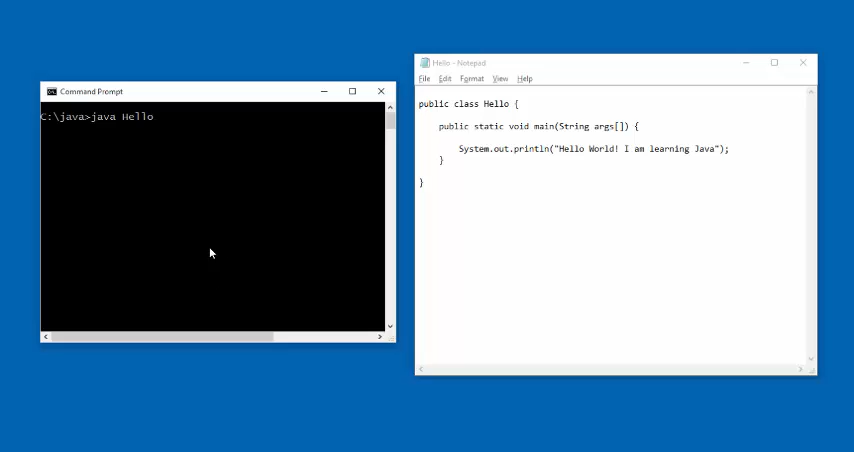 Command Prompt
C:\java>java Hello
Hello - Notepad
File Edit Format View Help
public class Hello {
public static void main(String args[]) {
System.out.println("Hello World! I am learning Java");
}
}